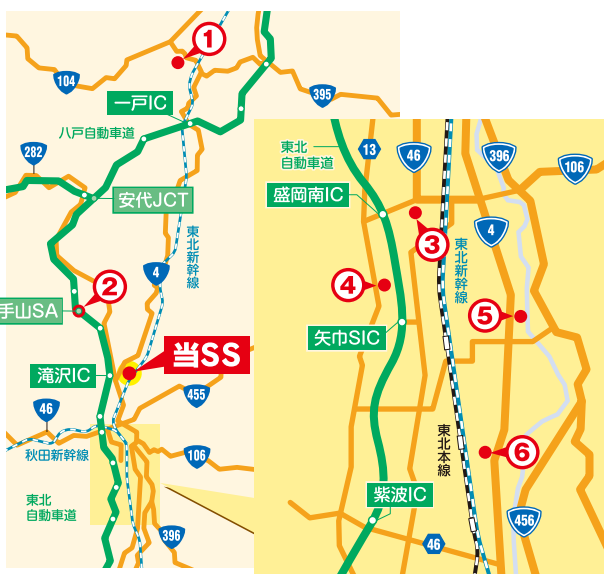 1
104
395
一戸IC
八戸自動車道
282
安代JCT
東北新幹線
4
2
手山SA
当SS
滝沢IC
455
46
秋田新幹線
106
東北
自動車道
396
東北
自動車道
13
46
396
106
盛岡南IC
4
3
東北新幹線
4
5
矢巾SIC
東北本線
6
紫波IC
46
456